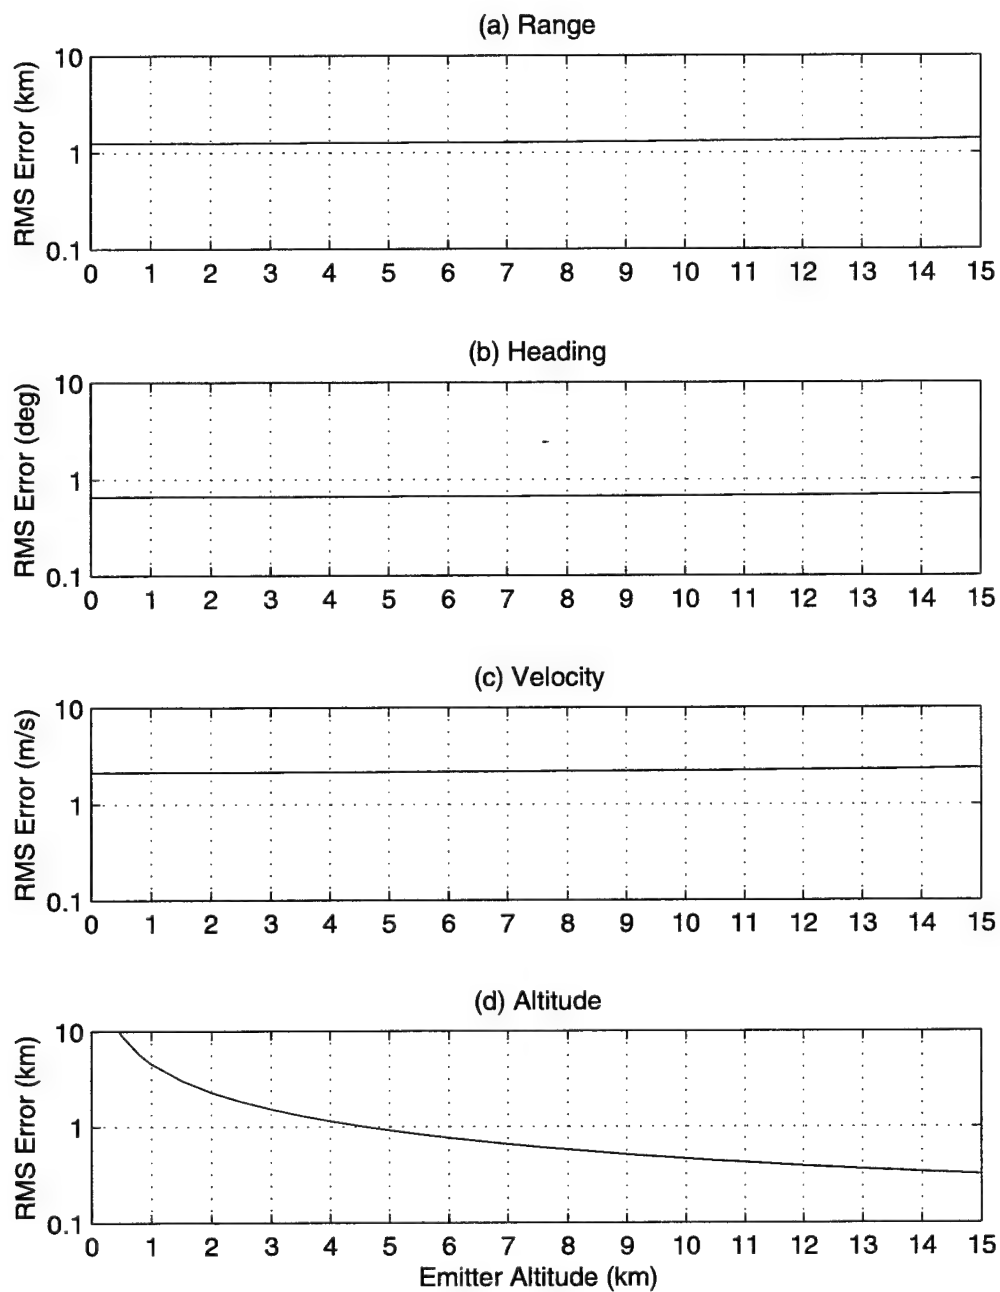 (a) Range
RMS Error (km)
10
1
0.1
0 1 2 3 4 5 6 7 8 9 10 11 12 13 14 15
(b) Heading
RMS Error (deg)
10
1
0.1
0 1 2 3 4 5 6 7 8 9 10 11 12 13 14 15
(c) Velocity
RMS Error (m/s)
10
1
0.1
0 1 2 3 4 5 6 7 8 9 10 11 12 13 14 15
(d) Altitude
RMS Error (km)
10
1
0.1
0 1 2 3 4 5 6 7 8 9 10 11 12 13 14 15
Emitter Altitude (km)